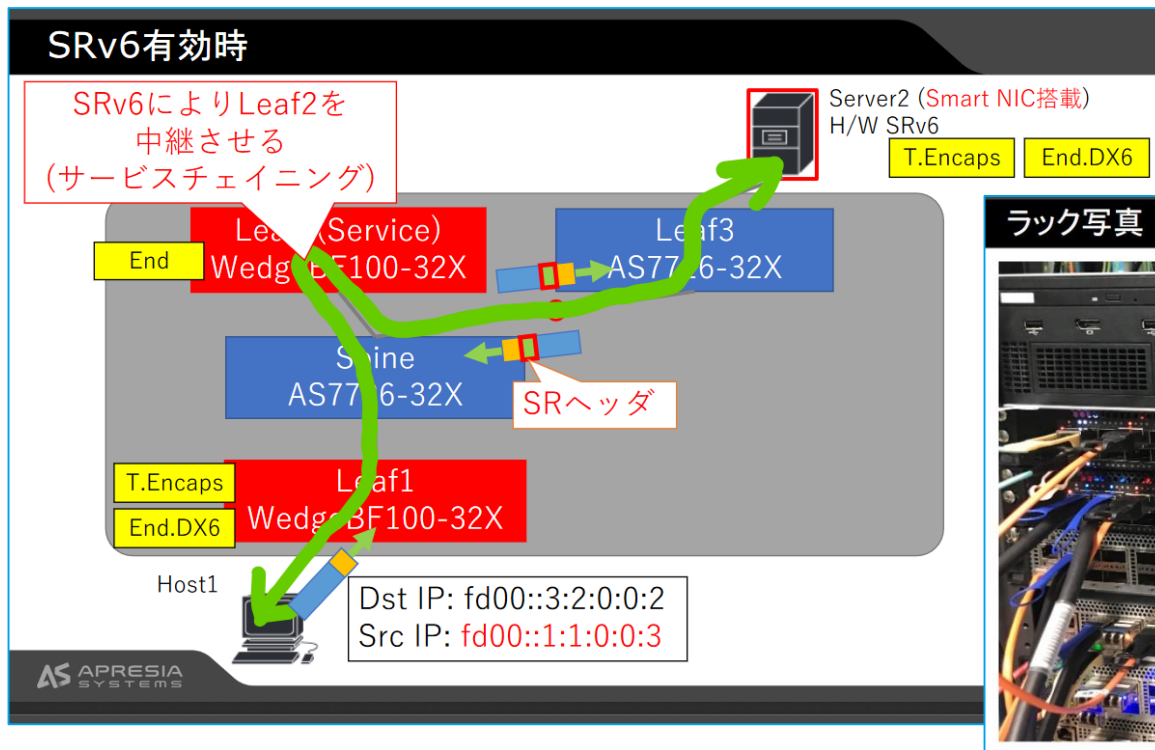 SRv6有効時
SRv6によりLeaf2を
中継させる
(サービスチェイニング)
Server2 (Smart NIC搭載)
H/W SRv6
T.Encaps
End.DX6
ラック写真
(Service)
End
Leaf3
AS7726-32X
Spine
AS7726-32X
SRヘッダ
T.Encaps
Leaf1
End.DX6
WedgeBF100-32X
Host1
Dst IP: fd00::3:2:0:0:2
Src IP: fd00::1:1:0:0:3
APRESIA
SYSTEMS